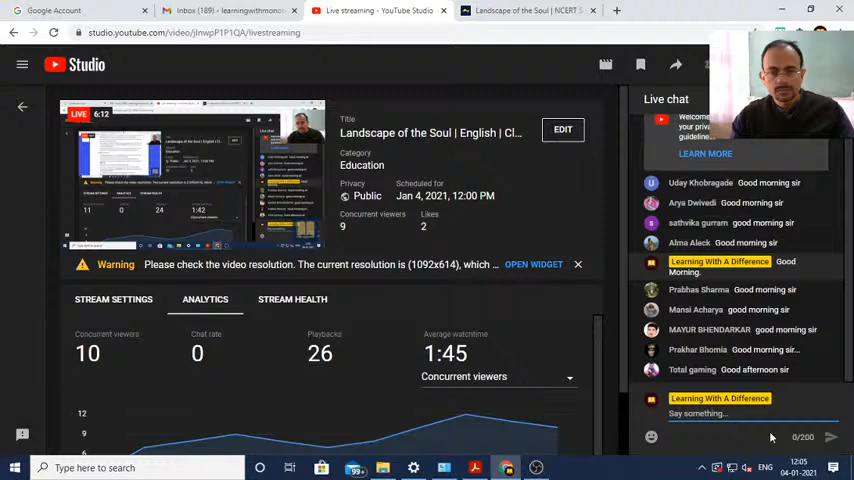 Google Account
Inbox (189) - learningwithmonot
Live streaming - YouTube Studio
Landscape of the Soul | NCERT S
studio.youtube.com/video/jlnwpP1P1QA/livestreaming
Studio
LIVE 6:12
Title
Landscape of the Soul | English | Cl...
EDIT
Category
Education
Privacy
Public
Scheduled for
Jan 4, 2021, 12:00 PM
Concurrent viewers
9
Likes
2
Warning Please check the video resolution. The current resolution is (1092x614), which ... OPEN WIDGET
STREAM SETTINGS
ANALYTICS
STREAM HEALTH
Concurrent viewers
10
Chat rate
0
Playbacks
26
Average watchtime
1:45
Concurrent viewers
12
9
6
Live chat
Welcome
your priva
guideline
LEARN MORE
Uday Khobragade Good morning sir
Arya Dwivedi Good morning sir
sathvika gurram good morning sir
Alma Aleck good morning sir
Learning With A Difference Good
Morning.
Prabhas Sharma Good morning sir
Mansi Acharya good morning sir
MAYUR BHENDARKAR good morning sir
Prakhar Bhomia Good morning sir...
Total gaming Good afternoon sir
Learning With A Difference
Say something...
0/200
Type here to search
99+
ENG
12:05
04-01-2021